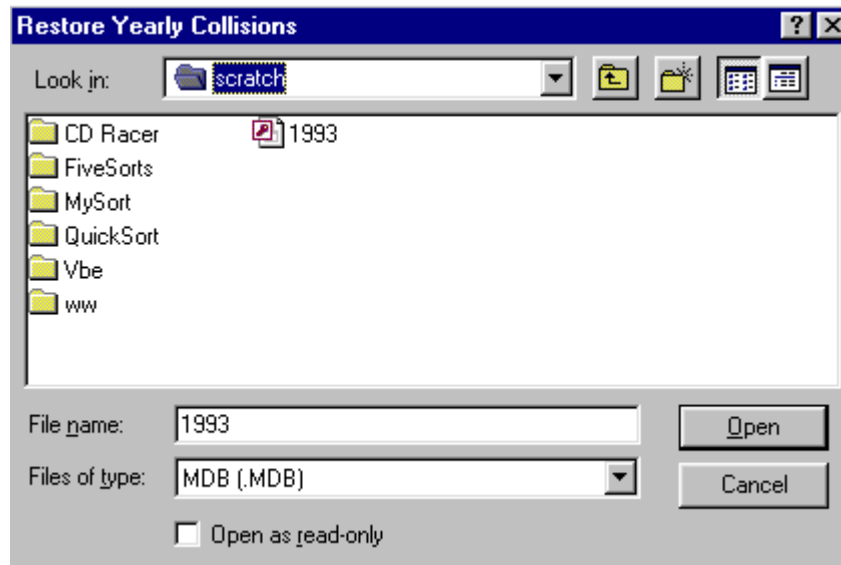 Restore Yearly Collisions
Look in: scratch
CD Racer 1993
FiveSorts
MySort
QuickSort
Vbe
ww
File name: 1993 Open
Files of type: MDB (.MDB) Cancel
Open as read-only